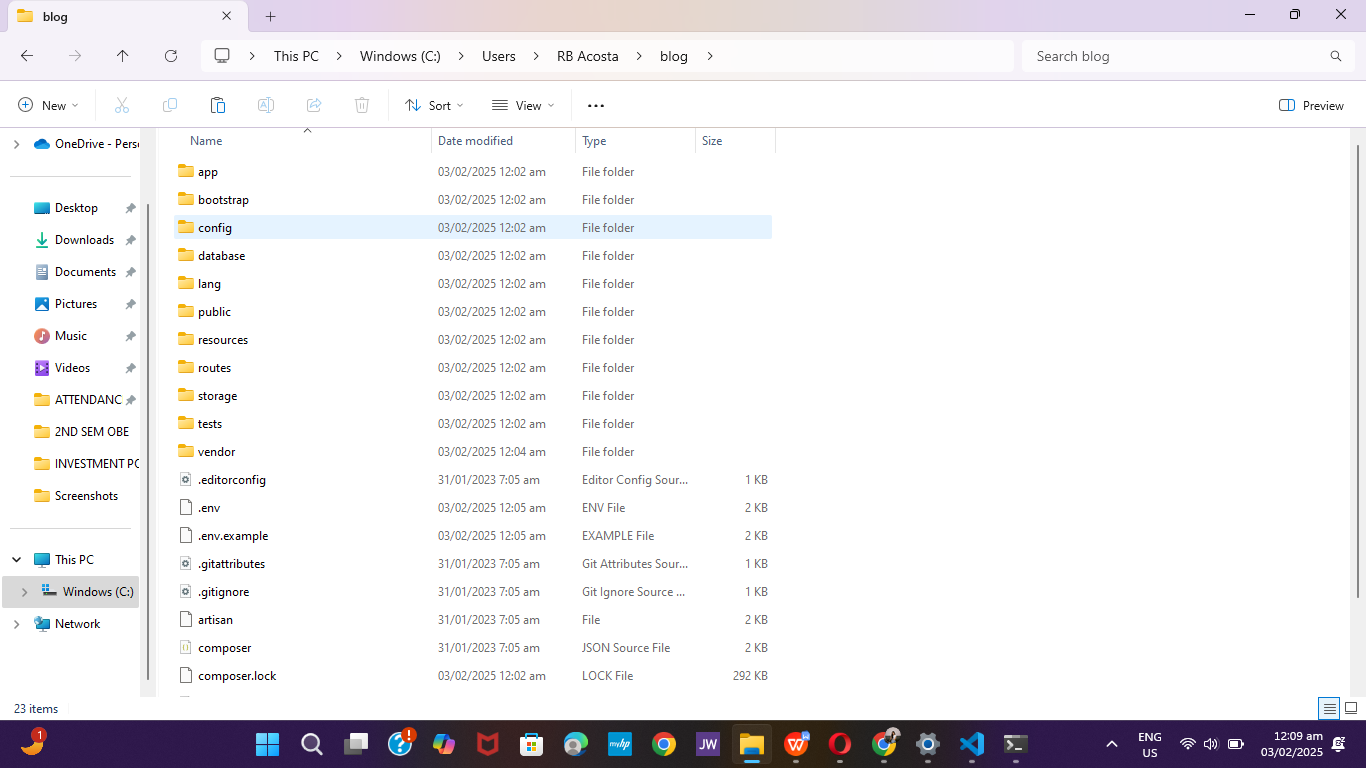 blog
This PC
Windows (C:)
Users
RB Acosta
blog
Search blog
New
Sort
View
Preview
OneDrive - Perso
Desktop
Downloads
Documents
Pictures
Music
Videos
ATTENDANC
2ND SEM OBE
INVESTMENT PO
Screenshots
This PC
Windows (C:)
Network
Name Date modified Type Size
app 03/02/2025 12:02 am File folder
bootstrap 03/02/2025 12:02 am File folder
config 03/02/2025 12:02 am File folder
database 03/02/2025 12:02 am File folder
lang 03/02/2025 12:02 am File folder
public 03/02/2025 12:02 am File folder
resources 03/02/2025 12:02 am File folder
routes 03/02/2025 12:02 am File folder
storage 03/02/2025 12:02 am File folder
tests 03/02/2025 12:02 am File folder
vendor 03/02/2025 12:04 am File folder
.editorconfig 31/01/2023 7:05 am Editor Config Sour... 1 KB
.env 03/02/2025 12:05 am ENV File 2 KB
.env.example 03/02/2025 12:05 am EXAMPLE File 2 KB
.gitattributes 31/01/2023 7:05 am Git Attributes Sour... 1 KB
.gitignore 31/01/2023 7:05 am Git Ignore Source ... 1 KB
artisan 31/01/2023 7:05 am File 2 KB
composer 31/01/2023 7:05 am JSON Source File 2 KB
composer.lock 03/02/2025 12:02 am LOCK File 292 KB
23 items
1
myhp
JW
ENG
US
12:09 am
03/02/2025